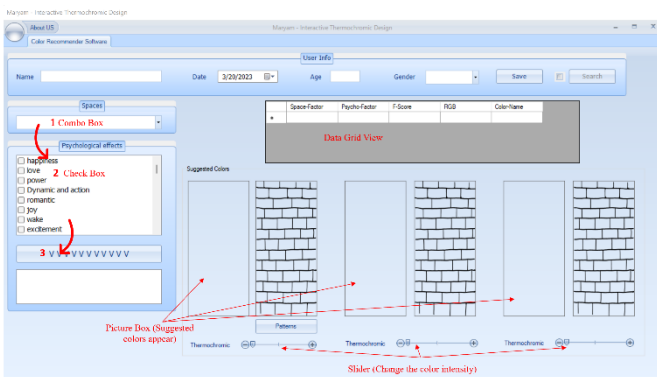 Maryam - Interactive Thermochromic Design
About US
Maryam - Interactive Thermochromic Design
Color Recommender Software
User Info
Name
Date
3/20/2023
Age
Gender
Save
Search
Spaces
1 Combo Box
Psychological effects
happiness
2 Check Box
love
power
Dynamic and action
romantic
joy
wake
excitement
3 V V V V V V V V V V V
Space-Factor Psycho-Factor F-Score RGB Color-Name
Data Grid View
Suggested Colors
Picture Box (Suggested
colors appear)
Patterns
Thermochromic
Thermochromic
Thermochromic
Slider (Change the color intensity)